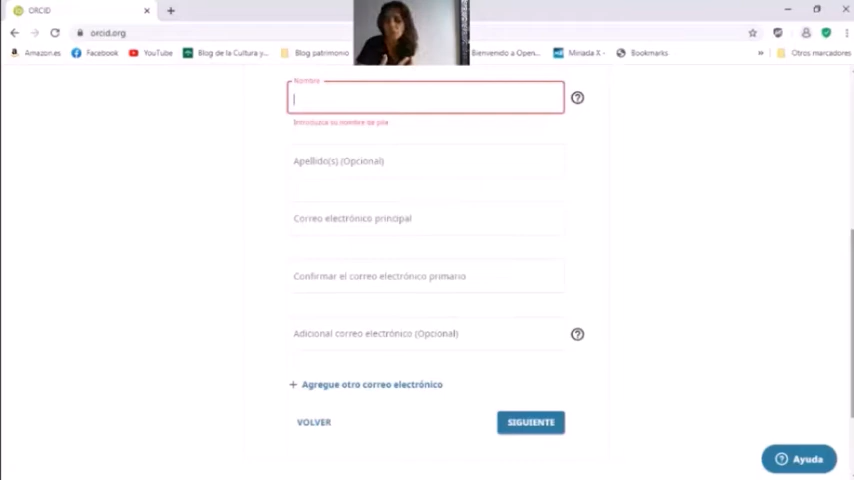 ORCID
orcid.org
Amazon.es
Facebook
YouTube
Blog de la Cultura y...
Blog patrimonio
Bienvenido a Open...
Miriada X -
Bookmarks
»
Otros marcadores
Nombre
Introduzca su nombre de pila
Apellido(s) (Opcional)
Correo electrónico principal
Confirmar el correo electrónico primario
Adicional correo electrónico (Opcional)
+ Agregue otro correo electrónico
VOLVER
SIGUIENTE
Ayuda